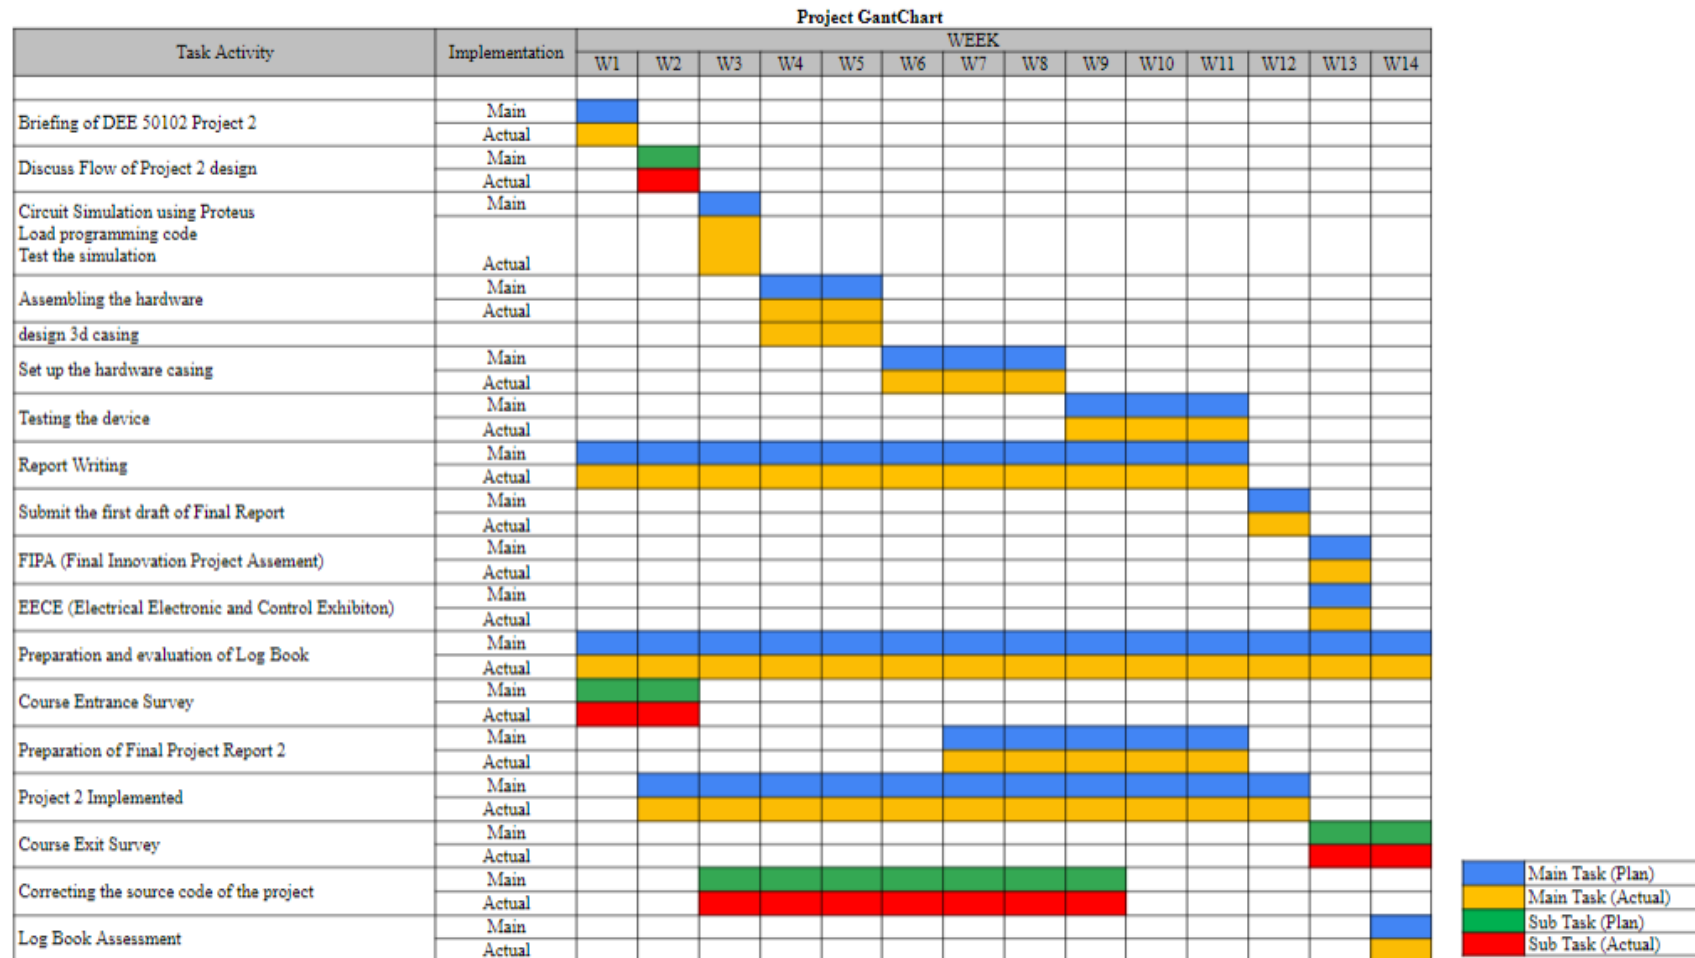 Project GantChart
Task Activity Implementation WEEK
W1 W2 W3 W4 W5 W6 W7 W8 W9 W10 W11 W12 W13 W14
Briefing of DEE 50102 Project 2
Main
Actual
Discuss Flow of Project 2 design
Main
Actual
Circuit Simulation using Proteus
Load programming code
Test the simulation
Main
Actual
Assembling the hardware
Main
Actual
design 3d casing
Set up the hardware casing
Main
Actual
Testing the device
Main
Actual
Report Writing
Main
Actual
Submit the first draft of Final Report
Main
Actual
FIPA (Final Innovation Project Assement)
Main
Actual
EECE (Electrical Electronic and Control Exhibiton)
Main
Actual
Preparation and evaluation of Log Book
Main
Actual
Course Entrance Survey
Main
Actual
Preparation of Final Project Report 2
Main
Actual
Project 2 Implemented
Main
Actual
Course Exit Survey
Main
Actual
Correcting the source code of the project
Main
Actual
Log Book Assessment
Main
Actual
Main Task (Plan)
Main Task (Actual)
Sub Task (Plan)
Sub Task (Actual)